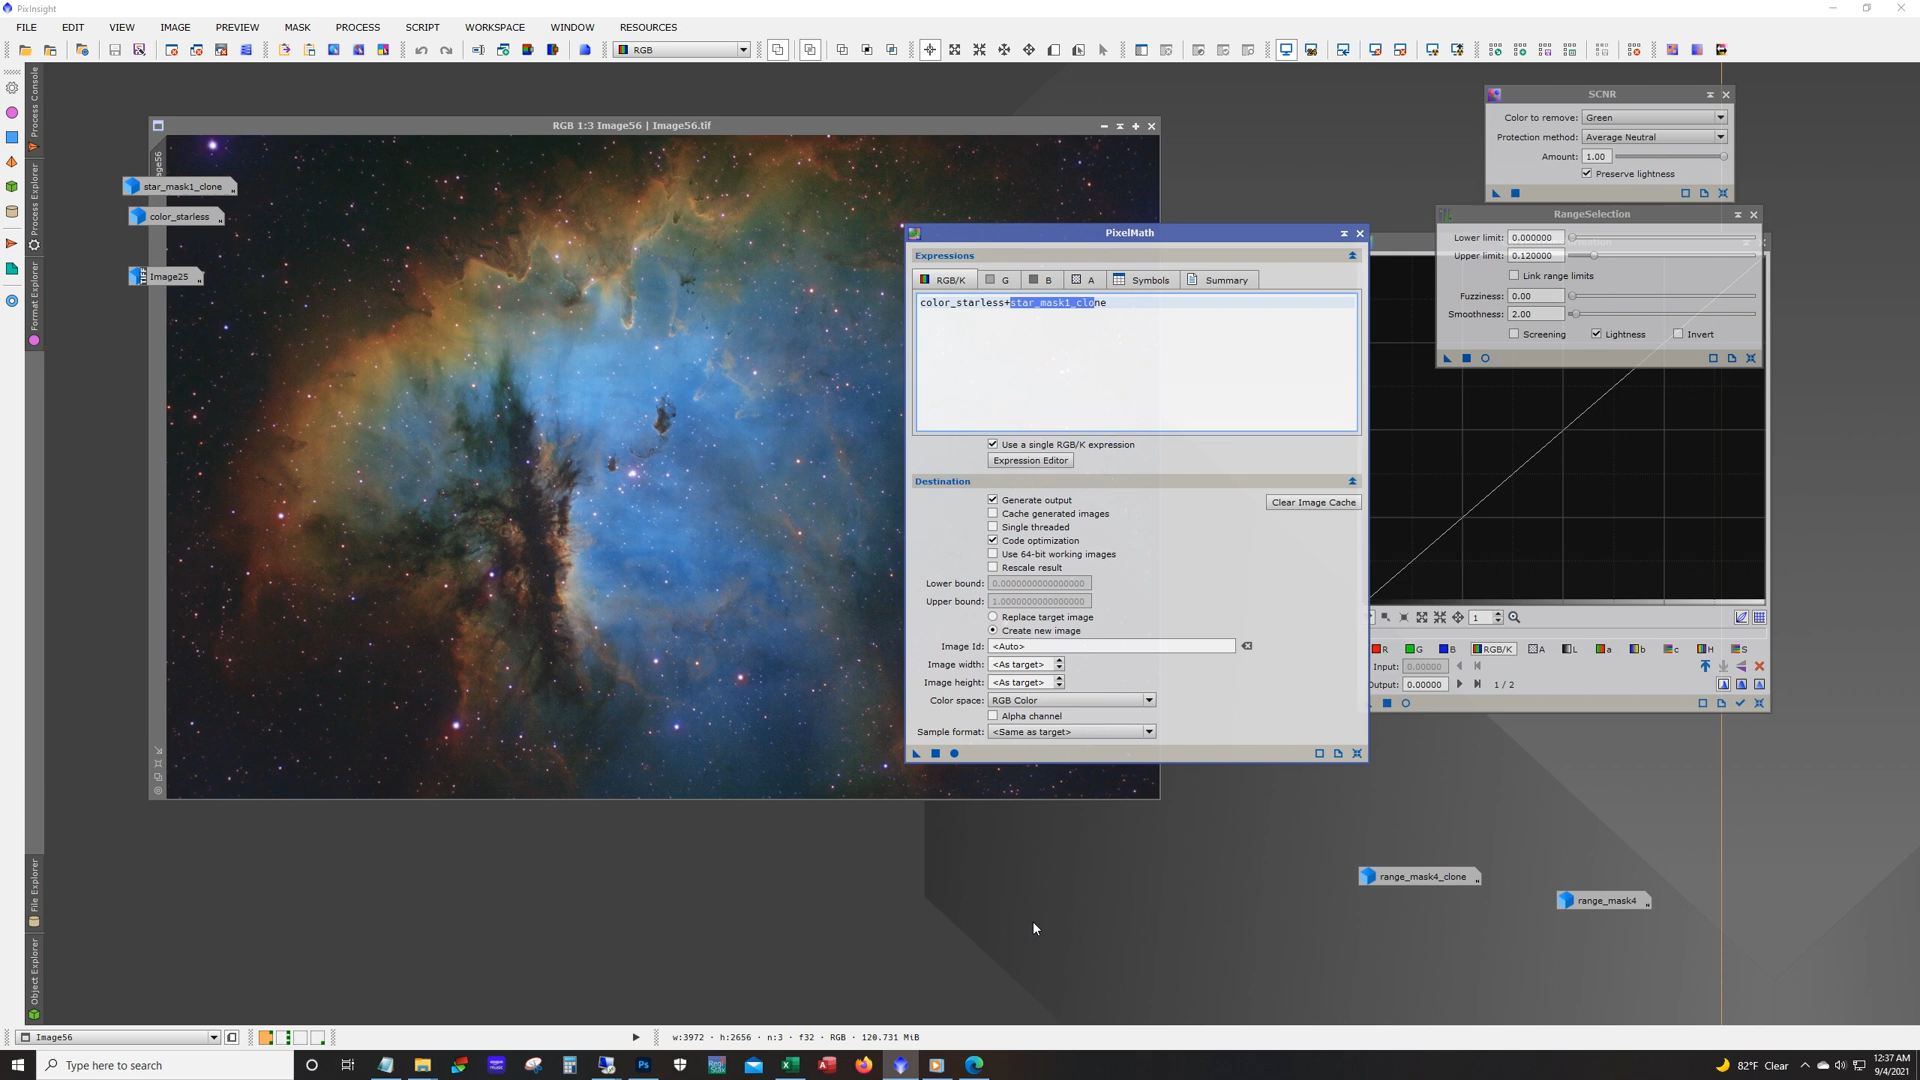 PixInsight
FILE EDIT VIEW IMAGE PREVIEW MASK PROCESS SCRIPT WORKSPACE WINDOW RESOURCES
RGB
Process Console
Process Explorer
Format Explorer
File Explorer
Object Explorer
RGB 1:3 Image56 | Image56.tif
star_mask1_clone
color_starless
TIFF Image25
SCNR
Color to remove: Green
Protection method: Average Neutral
Amount: 1.00
Preserve lightness
RangeSelection
Lower limit: 0.000000
Upper limit: 0.120000
Link range limits
Fuzziness: 0.00
Smoothness: 2.00
Screening Lightness Invert
PixelMath
Expressions
RGB/K G B A Symbols Summary
color_starless+star_mask1_clone
Use a single RGB/K expression
Expression Editor
Destination
Generate output
Clear Image Cache
Cache generated images
Single threaded
Code optimization
Use 64-bit working images
Rescale result
Lower bound: 0.0000000000000000
Upper bound: 1.0000000000000000
Replace target image
Create new image
Image Id: <Auto>
Image width: <As target>
Image height: <As target>
Color space: RGB Color
Alpha channel
Sample format: <Same as target>
1
R G B RGB/K A L a b c H S
Input: 0.00000
Output: 0.00000 1 / 2
range_mask4_clone
range_mask4
Image56
w:3972 · h:2656 · n:3 · f32 · RGB · 120.731 MiB
Type here to search
Ps
82°F Clear
12:37 AM
9/4/2021